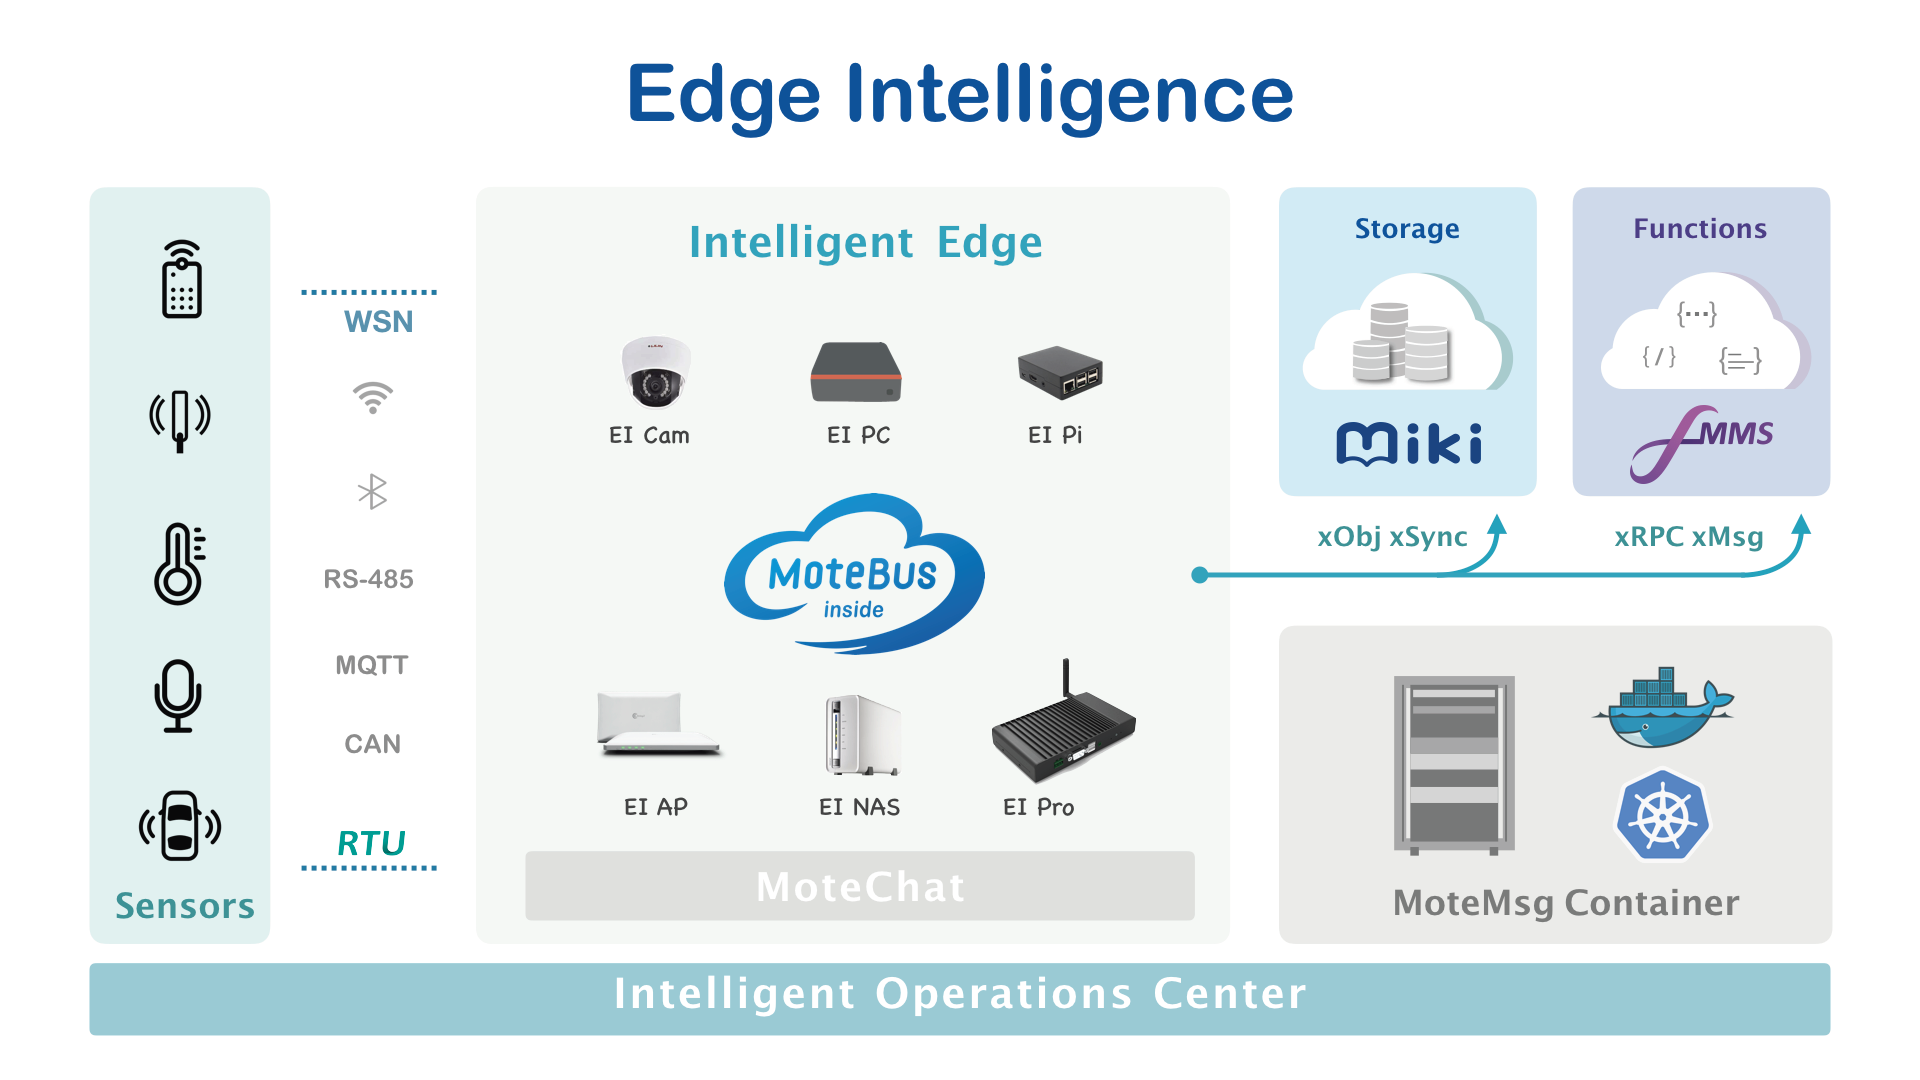 Edge Intelligence
Sensors
WSN
RS-485
MQTT
CAN
RTU
Intelligent Edge
EI Cam
EI PC
EI Pi
MoteBus
inside
EI AP
EI NAS
EI Pro
MoteChat
Storage
miki
Functions
{...}
{/}
MMS
xObj xSync
xRPC xMsg
MoteMsg Container
Intelligent Operations Center